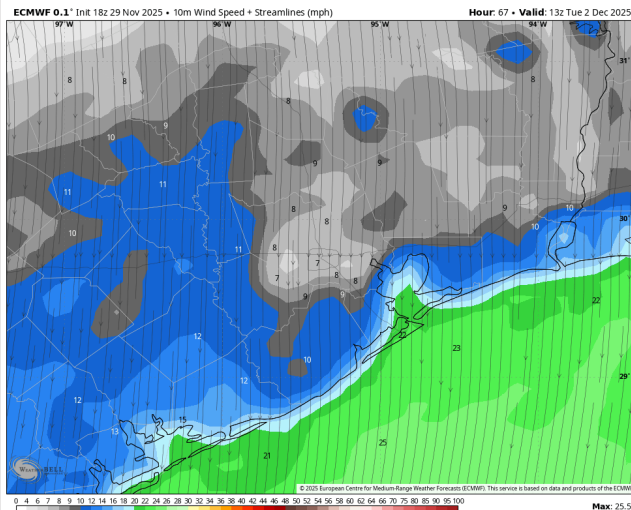 ECMWF 0.1° Init 18z 29 Nov 2025 • 10m Wind Speed + Streamlines (mph)
Hour: 67 • Valid: 13z Tue 2 Dec 2025
97°W 96°W 95°W 94°W
31°
8 8 8 8
10 9
9 9
11 11
8 9 10
30°
10 8 10
11 8 7
7 8 8
9 9
22
12 22 23
10
12 29°
12
15
13
25
21
WeatherBELL
© 2025 European Centre for Medium-Range Weather Forecasts (ECMWF). This service is based on data and products of the ECMWF
0 4 6 7 8 9 10 12 14 16 18 20 22 24 26 28 30 32 34 36 38 40 42 44 46 48 50 52 54 56 58 60 62 64 66 70 75 80 85 90 95 100
Max: 25.5